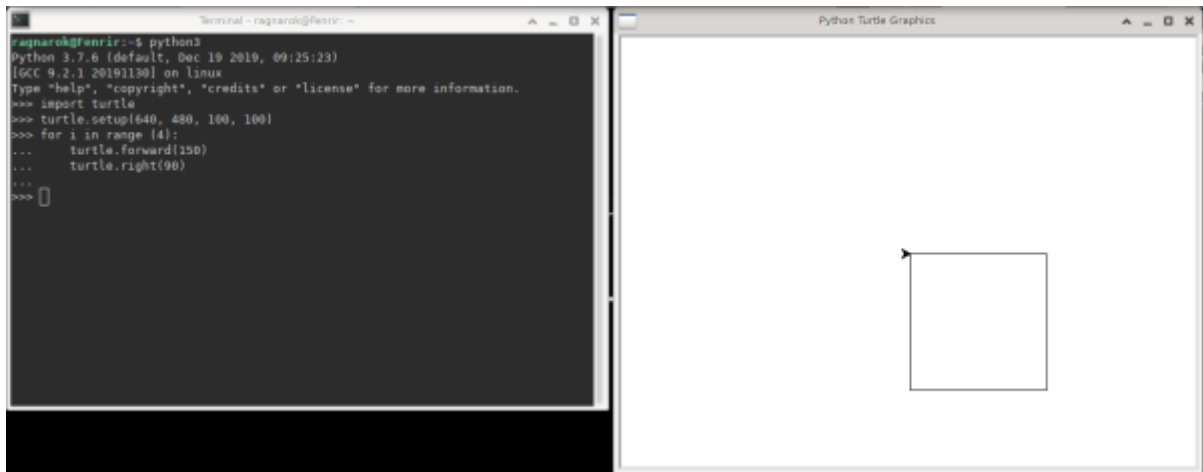 Terminal - ragnarok@Fenrir: ~
ragnarok@Fenrir:~$ python3
Python 3.7.6 (default, Dec 19 2019, 09:25:23)
[GCC 9.2.1 20191130] on linux
Type "help", "copyright", "credits" or "license" for more information.
>>> import turtle
>>> turtle.setup(640, 480, 100, 100)
>>> for i in range (4):
...     turtle.forward(150)
...     turtle.right(90)
...
>>>
Python Turtle Graphics